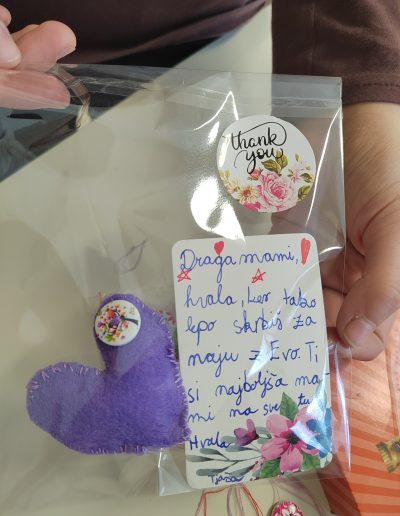 thank
you
Draga mami,
hvala, ker tako
lepo skrbiš za
naju z Evo. Ti
si najboljša ma-
mi na svetu
Hvala
Tjaša